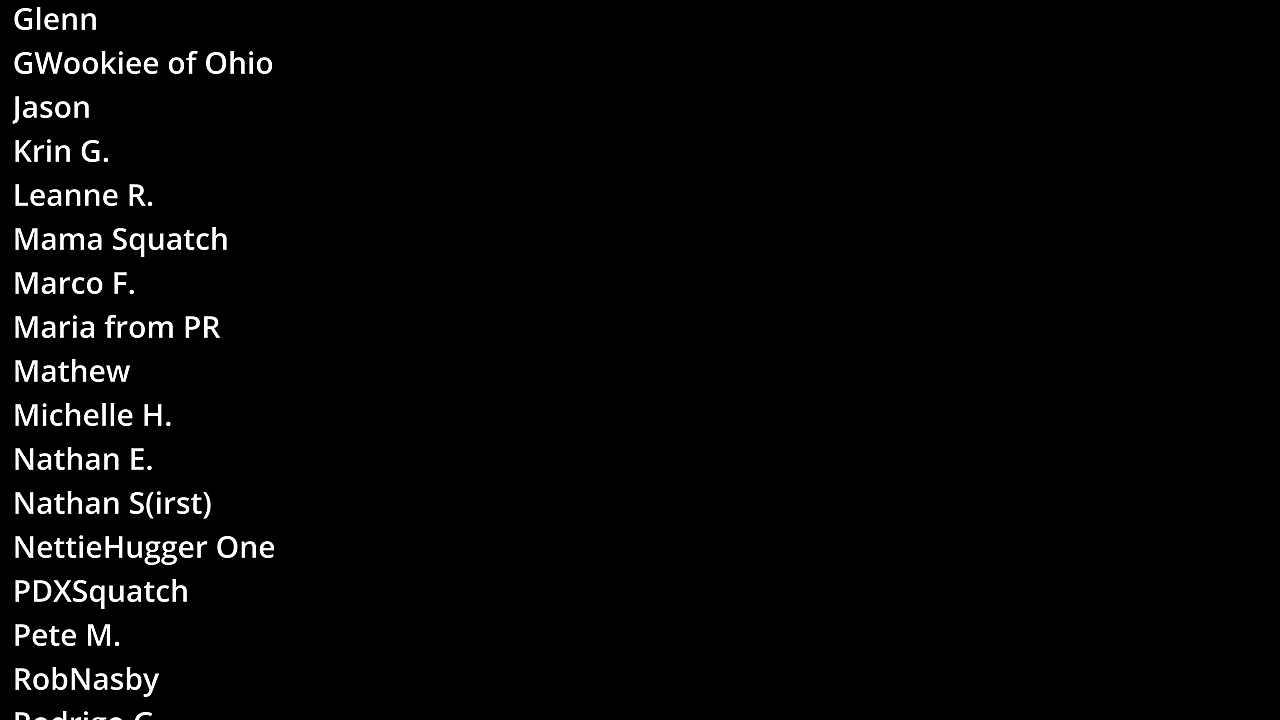 Glenn
GWookiee of Ohio
Jason
Krin G.
Leanne R.
Mama Squatch
Marco F.
Maria from PR
Mathew
Michelle H.
Nathan E.
Nathan S(irst)
NettieHugger One
PDXSquatch
Pete M.
RobNasby